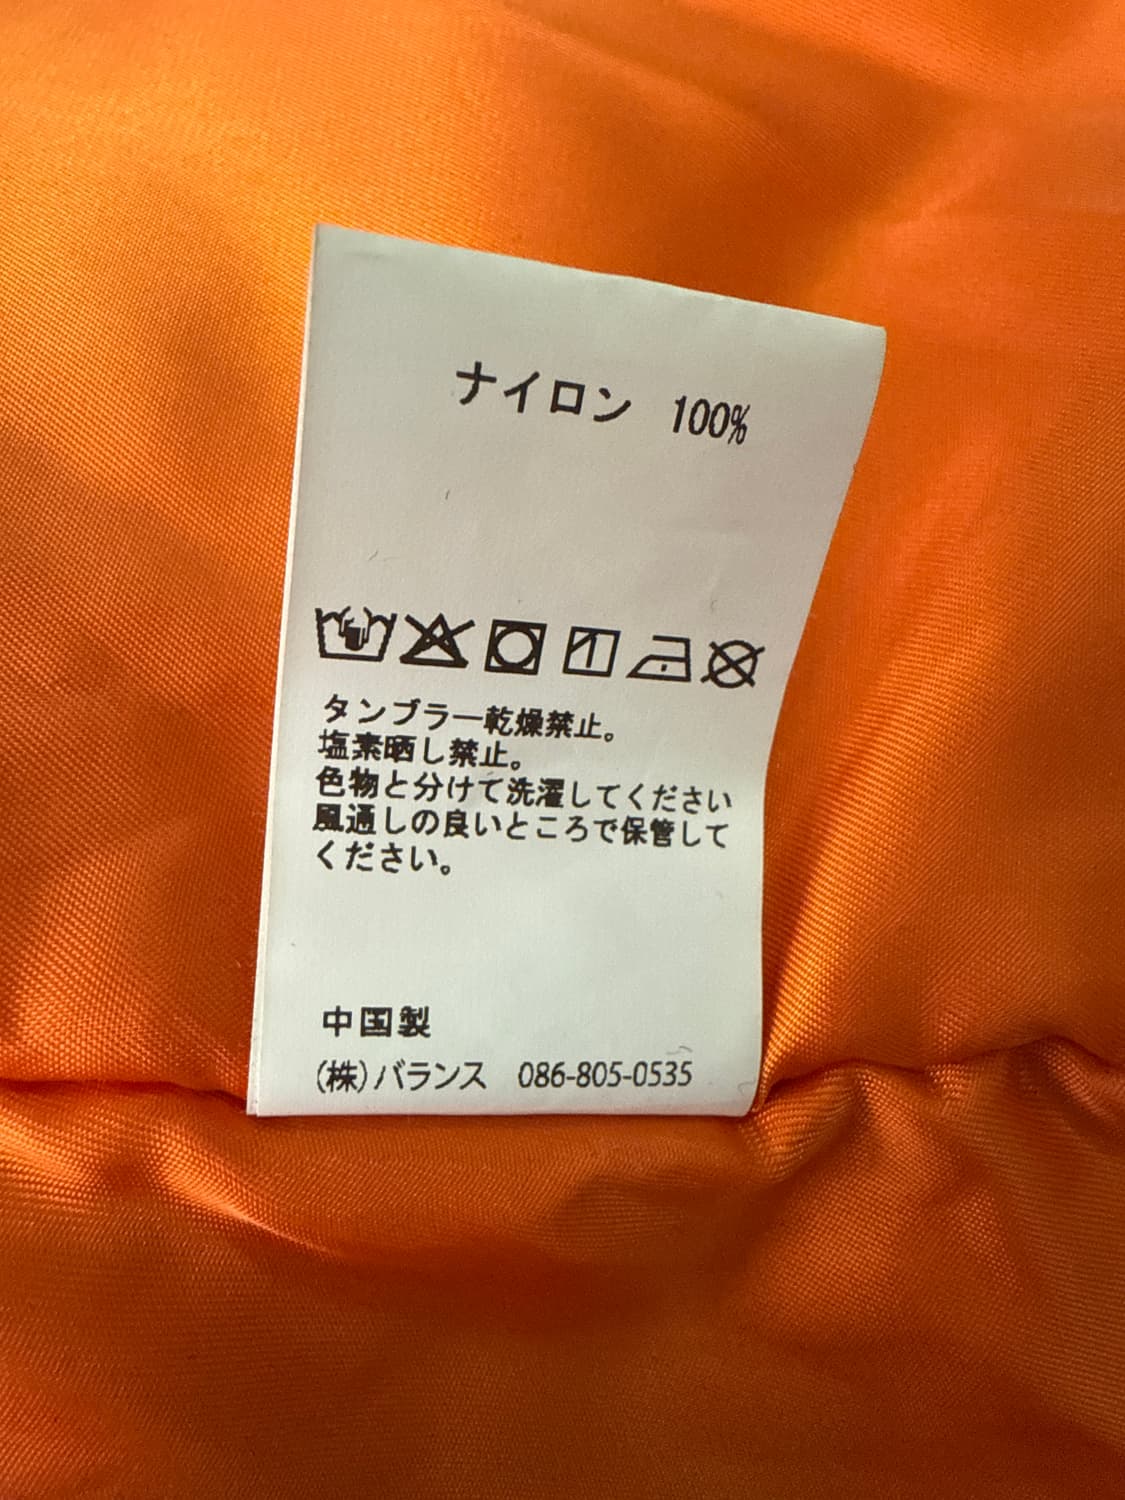 ナイロン 100%
タンブラー乾燥禁止。
塩素晒し禁止。
色物と分けて洗濯してください
風通しの良いところで保管して
ください。
中国製
(株)バランス 086-805-0535